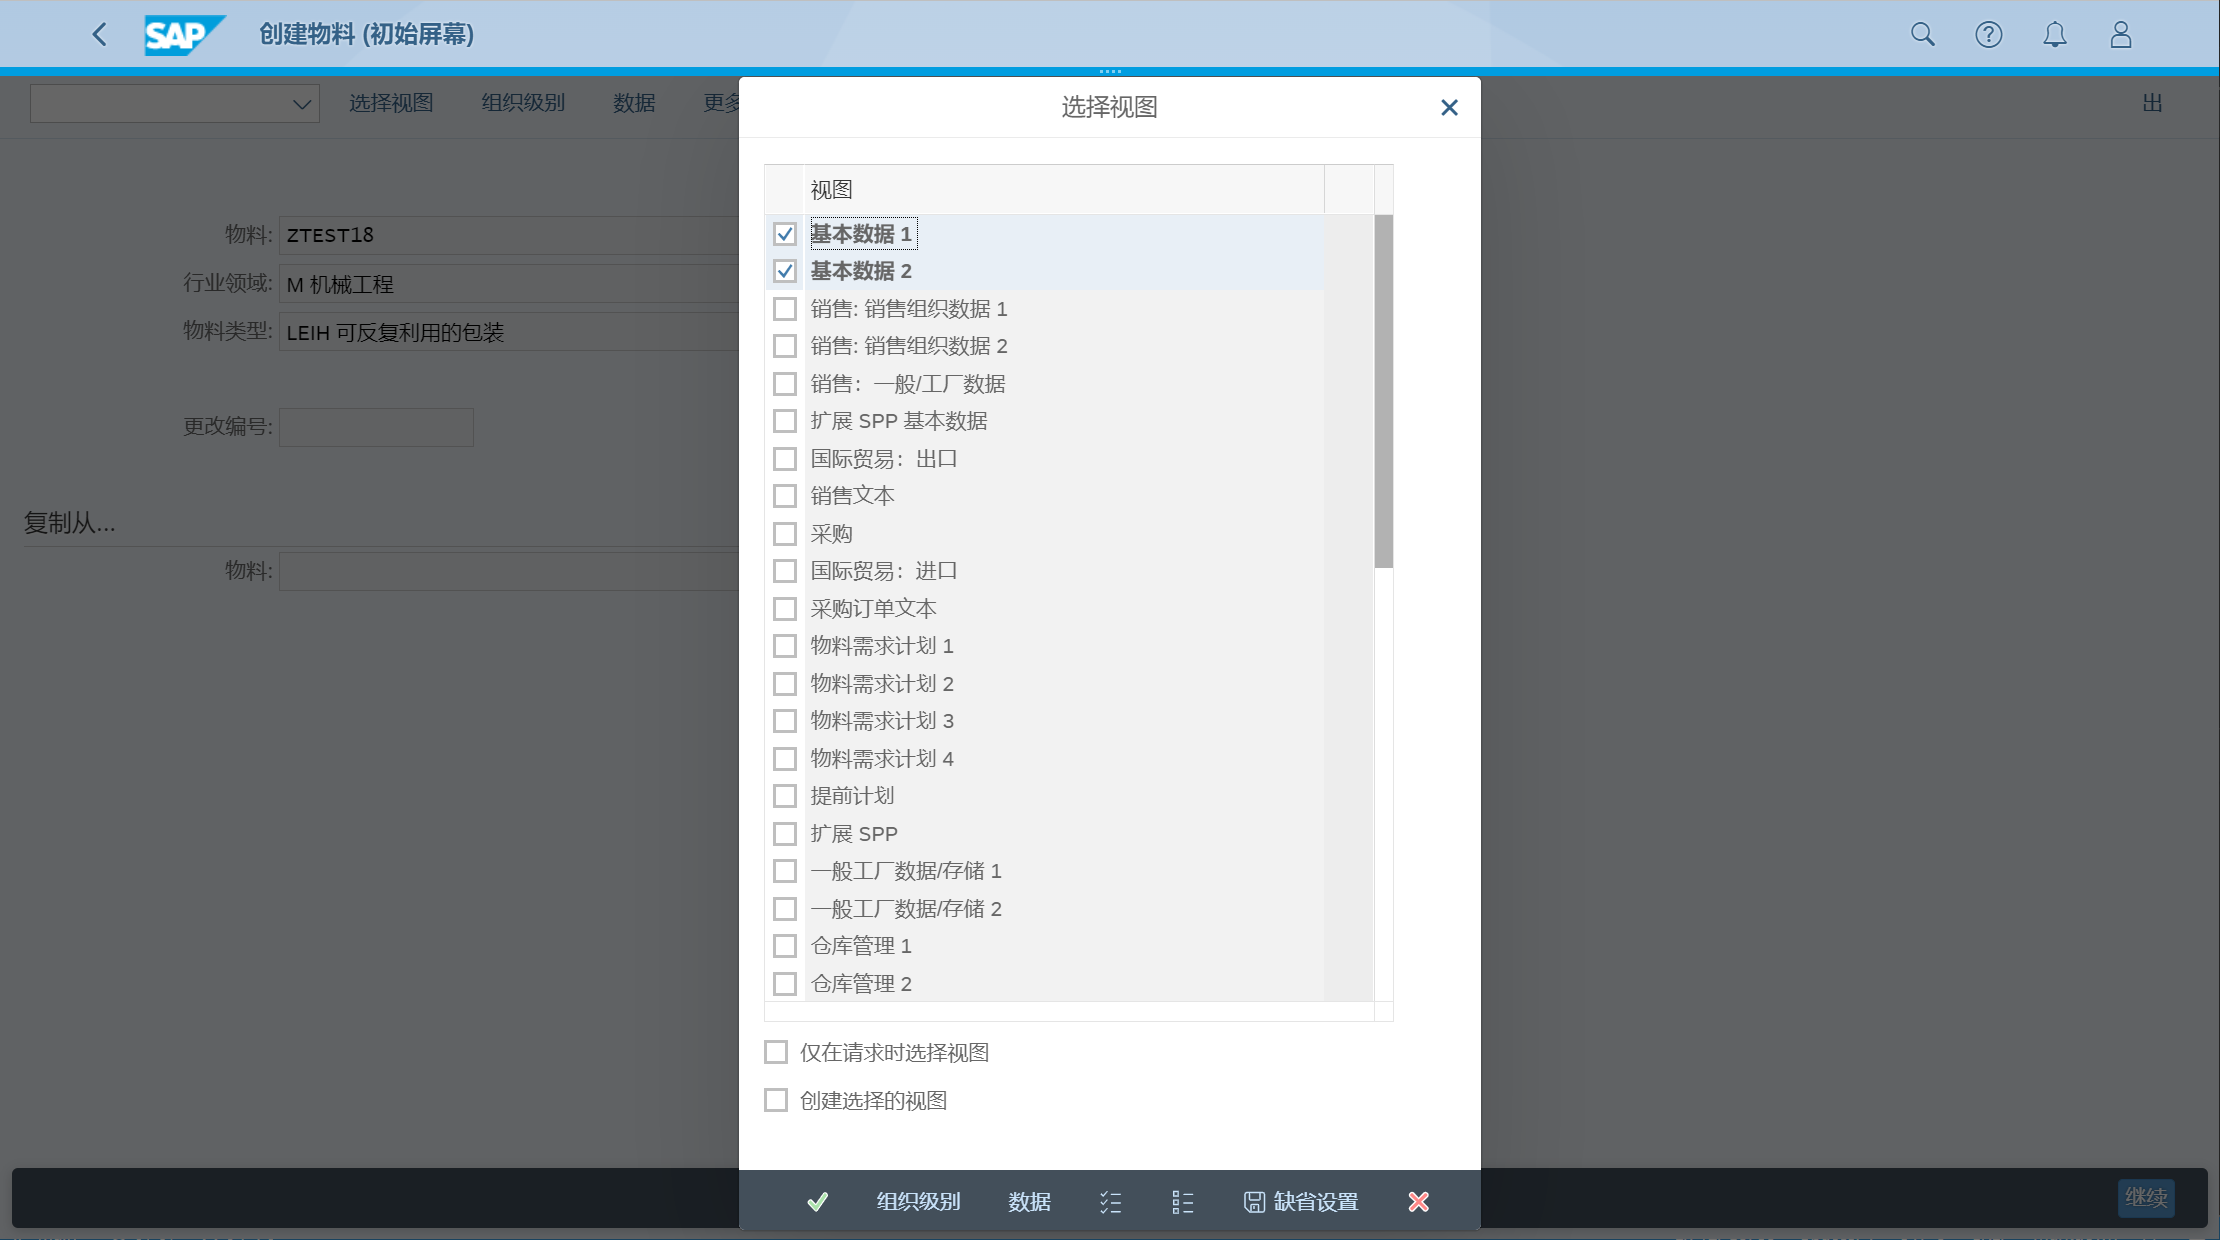 SAP 创建物料 (初始屏幕)
选择视图 组织级别 数据 更多 出
物料: ZTEST18
行业领域: M 机械工程
物料类型: LEIH 可反复利用的包装
更改编号:
复制从...
物料:
选择视图
视图
基本数据 1
基本数据 2
销售: 销售组织数据 1
销售: 销售组织数据 2
销售：一般/工厂数据
扩展 SPP 基本数据
国际贸易：出口
销售文本
采购
国际贸易：进口
采购订单文本
物料需求计划 1
物料需求计划 2
物料需求计划 3
物料需求计划 4
提前计划
扩展 SPP
一般工厂数据/存储 1
一般工厂数据/存储 2
仓库管理 1
仓库管理 2
仅在请求时选择视图
创建选择的视图
组织级别 数据 缺省设置
继续